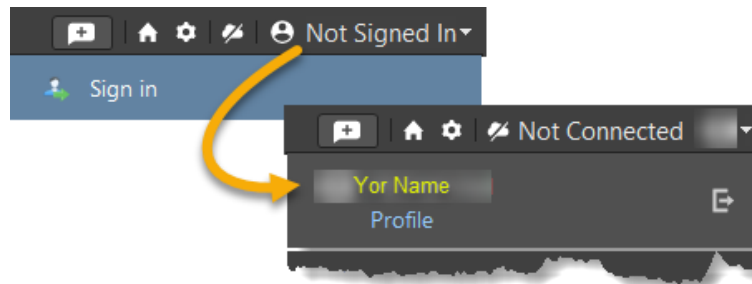 Not Signed In
Sign in
Not Connected
Yor Name
Profile